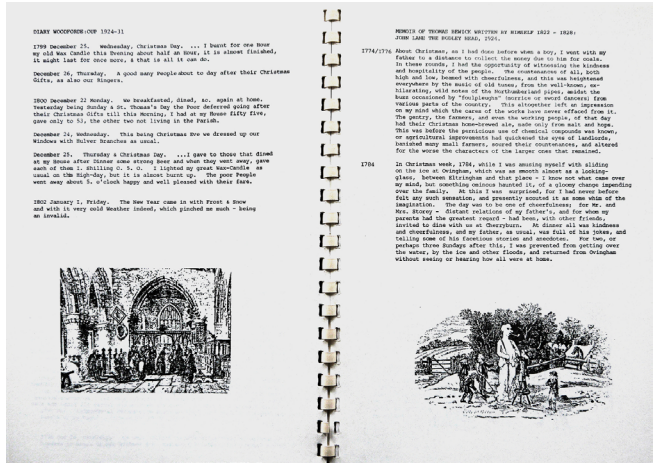 DIARY WOODFORDE:OUP 1924-31
1799 December 25, Wednesday, Christmas Day. ... I burnt for one Hour
my old Wax Candle this Evening about half an Hour, it is almost finished,
it might last for once more, & that is all it can do.
December 26, Thursday. A good many People about to day after their Christmas
Gifts, as also our Ringers.
1800 December 22 Monday. We breakfasted, dined, &c. again at home.
Yesterday being Sunday & St. Thomas's Day the Poor deferred going after
their Christmas Gifts till this Morning, I had at my House fifty five,
gave only to 53, the other two not living in the Parish.
December 24, Wednesday. This being Christmas Eve we dressed up our
Windows with Hulver Branches as usual.
December 25, Thursday & Christmas Day. ...I gave to those that dined
at my House after Dinner some strong Beer and when they went away, gave
each of them 1. shilling 0. 5. 0. I lighted my great Wax-Candle as
usual on this High-day, but it is almost burnt up. The poor People
went away about 5. o'clock happy and well pleased with their fare.
1802 January 1, Friday. The New Year came in with Frost & Snow
and with it very Cold Weather indeed, which pinched me much - being
an invalid.
MEMOIR OF THOMAS BEWICK WRITTEN BY HIMSELF 1822 - 1828:
JOHN LANE THE BODLEY HEAD, 1924.
1774/1776 About Christmas, as I had done before when a boy, I went with my
father to a distance to collect the money due to him for coals.
In these rounds, I had the opportunity of witnessing the kindness
and hospitality of the people. The countenances of all, both
high and low, beamed with cheerfulness, and this was heightened
everywhere by the music of old tunes, from the well-known, ex-
hilarating, wild notes of the Northumberland pipes, amidst the
buzz occasioned by "foulpleughs" (morrice or sword dancers) from
various parts of the country. This altogether left an impression
on my mind which the cares of the world have never effaced from it.
The gentry, the farmers, and even the working people, of that day
had their Christmas home-brewed ale, made only from malt and hops.
This was before the pernicious use of chemical compounds was known,
or agricultural improvements had quickened the eyes of landlords,
banished many small farmers, soured their countenances, and altered
for the worse the characters of the larger ones that remained.
1784 In Christmas week, 1784, while I was amusing myself with sliding
on the ice at Ovingham, which was as smooth almost as a looking-
glass, between Eltringham and that place - I know not what came over
my mind, but something ominous haunted it, of a gloomy change impending
over the family. At this I was surprised, for I had never before
felt any such sensation, and presently scouted it as some whim of the
imagination. The day was to be one of cheerfulness; for Mr. and
Mrs. Storey - distant relations of my father's, and for whom my
parents had the greatest regard - had been, with other friends,
invited to dine with us at Cherryburn. At dinner all was kindness
and cheerfulness, and my father, as usual, was full of his jokes, and
telling some of his facetious stories and anecdotes. For two, or
perhaps three Sundays after this, I was prevented from getting over
the water, by the ice and other floods, and returned from Ovingham
without seeing or hearing how all were at home.